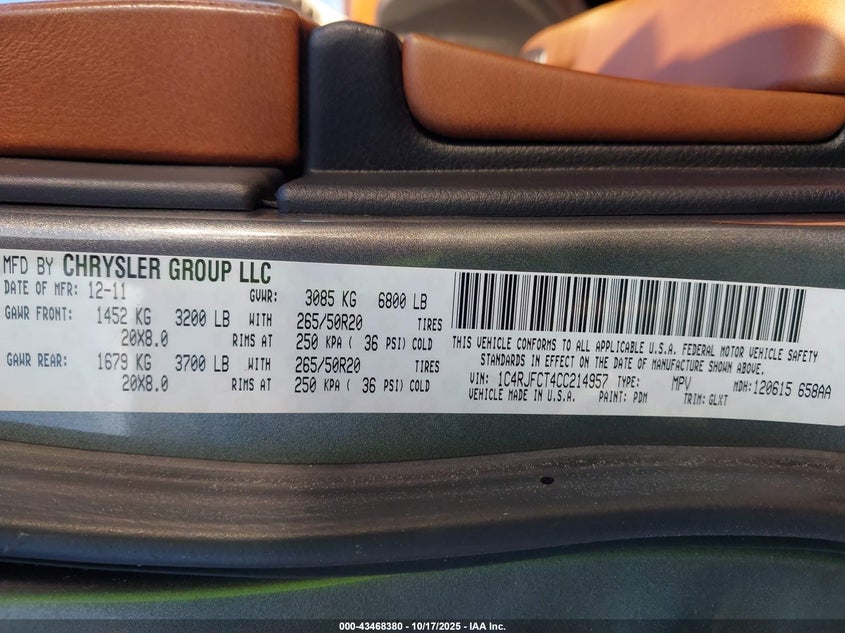 MFD BY CHRYSLER GROUP LLC
DATE OF MFR: 12-11 GVWR: 3085 KG 6800 LB
GAWR FRONT: 1452 KG 3200 LB WITH 265/50R20 TIRES
20X8.0 RIMS AT 250 KPA ( 36 PSI) COLD
GAWR REAR: 1679 KG 3700 LB WITH 265/50R20 TIRES
20X8.0 RIMS AT 250 KPA ( 36 PSI) COLD
THIS VEHICLE CONFORMS TO ALL APPLICABLE U.S.A. FEDERAL MOTOR VEHICLE SAFETY
STANDARDS IN EFFECT ON THE DATE OF MANUFACTURE SHOWN ABOVE.
VIN: 1C4RJFCT4CC214957 TYPE: MPV MDH: 120615 658AA
VEHICLE MADE IN U.S.A. PAINT: PDM TRIM: GLXT
000-43468380 | 10/17/2025 - IAA Inc.